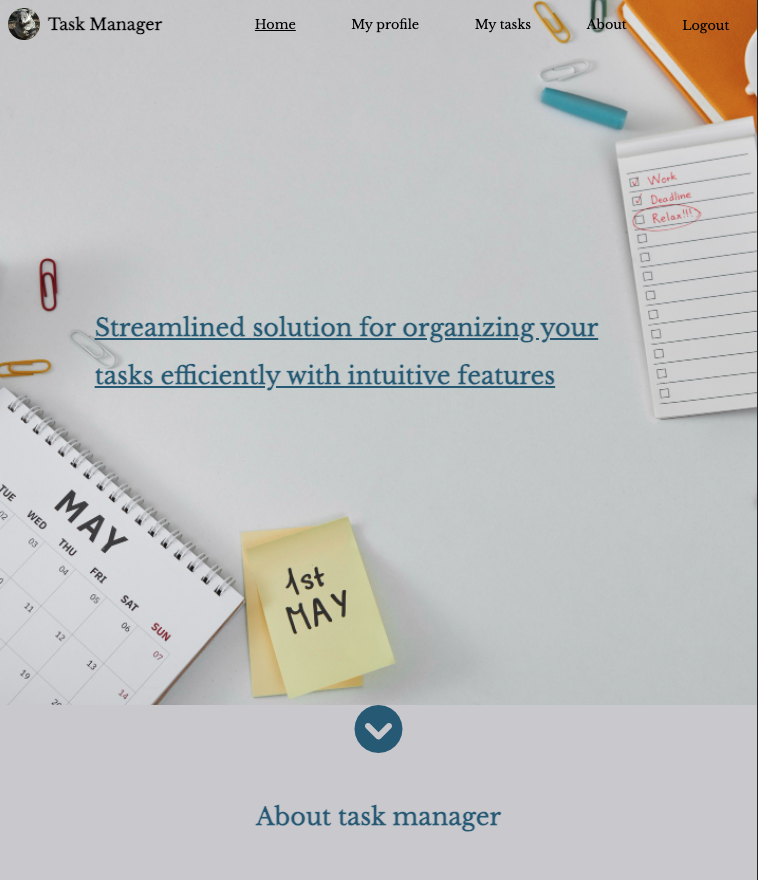 Task Manager
Home
My profile
My tasks
About
Logout
Work
Deadline
Relax!!!
Streamlined solution for organizing your
tasks efficiently with intuitive features
MAY
TUE
WED
THU
FRI
SAT
SUN
02
03
04
05
06
07
11
12
13
14
19
1st
MAY
About task manager